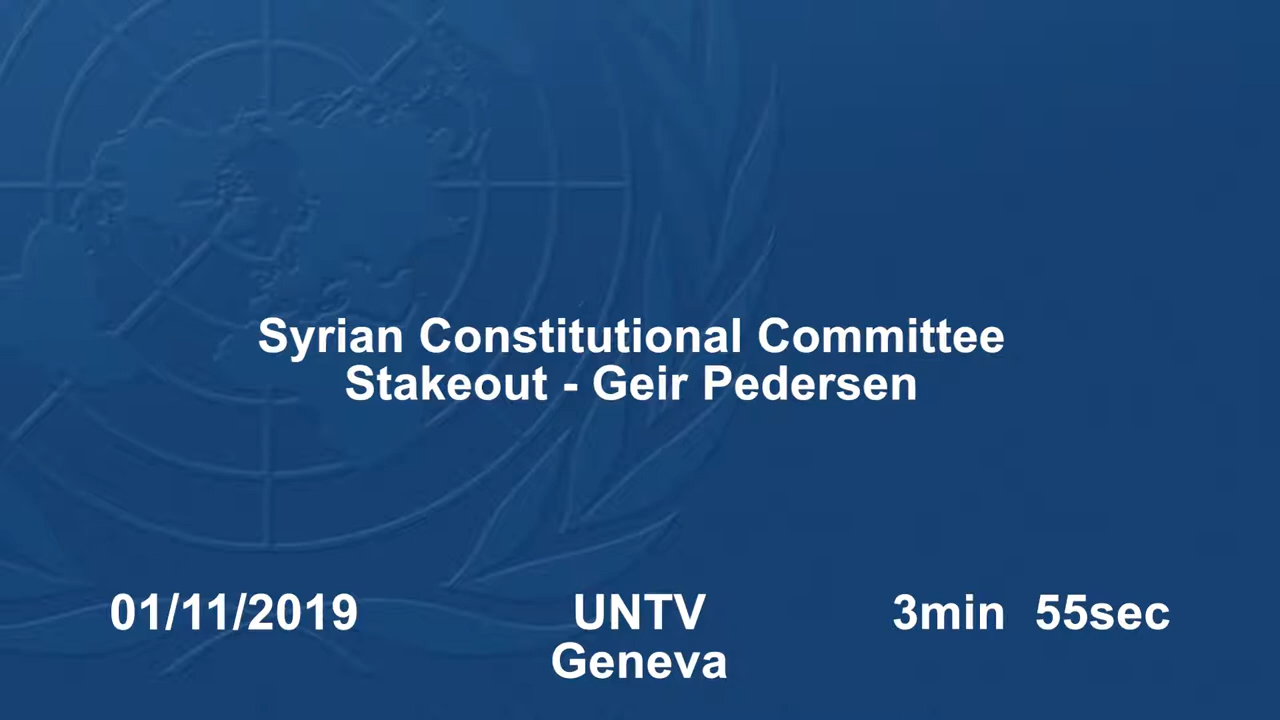 Syrian Constitutional Committee
Stakeout - Geir Pedersen
01/11/2019
UNTV
Geneva
3min 55sec